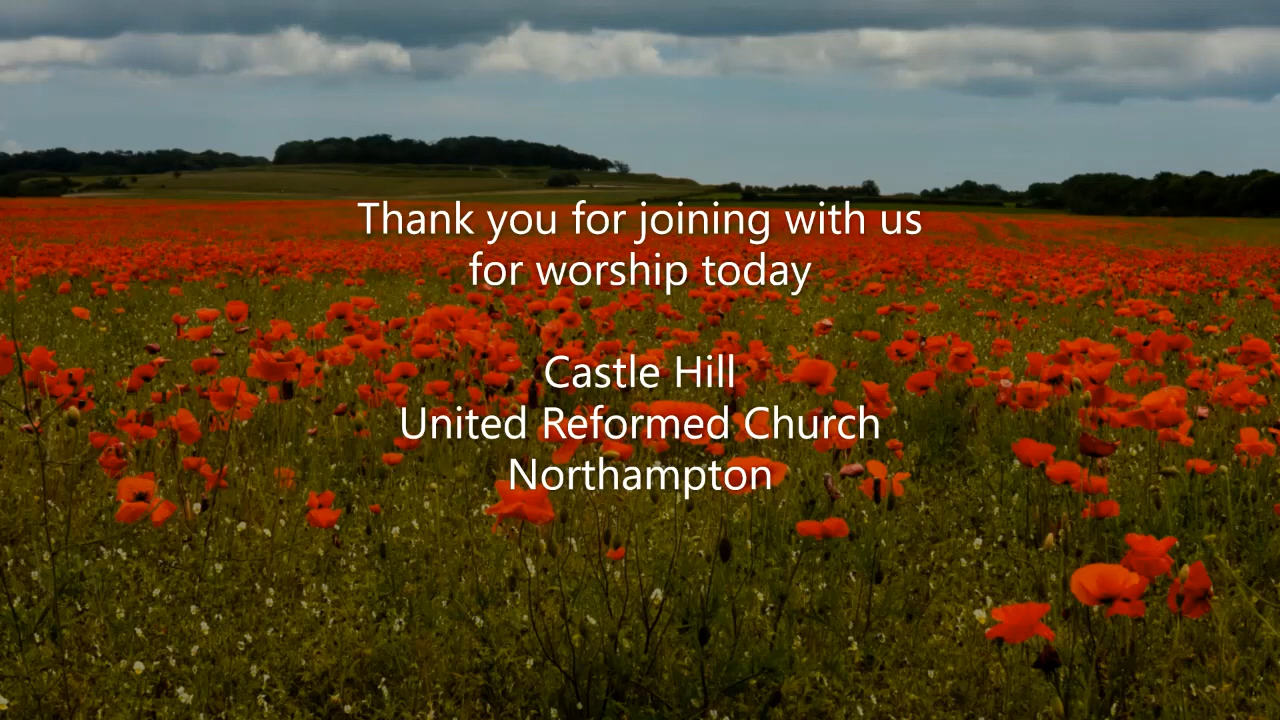 Thank you for joining with us
for worship today
Castle Hill
United Reformed Church
Northampton